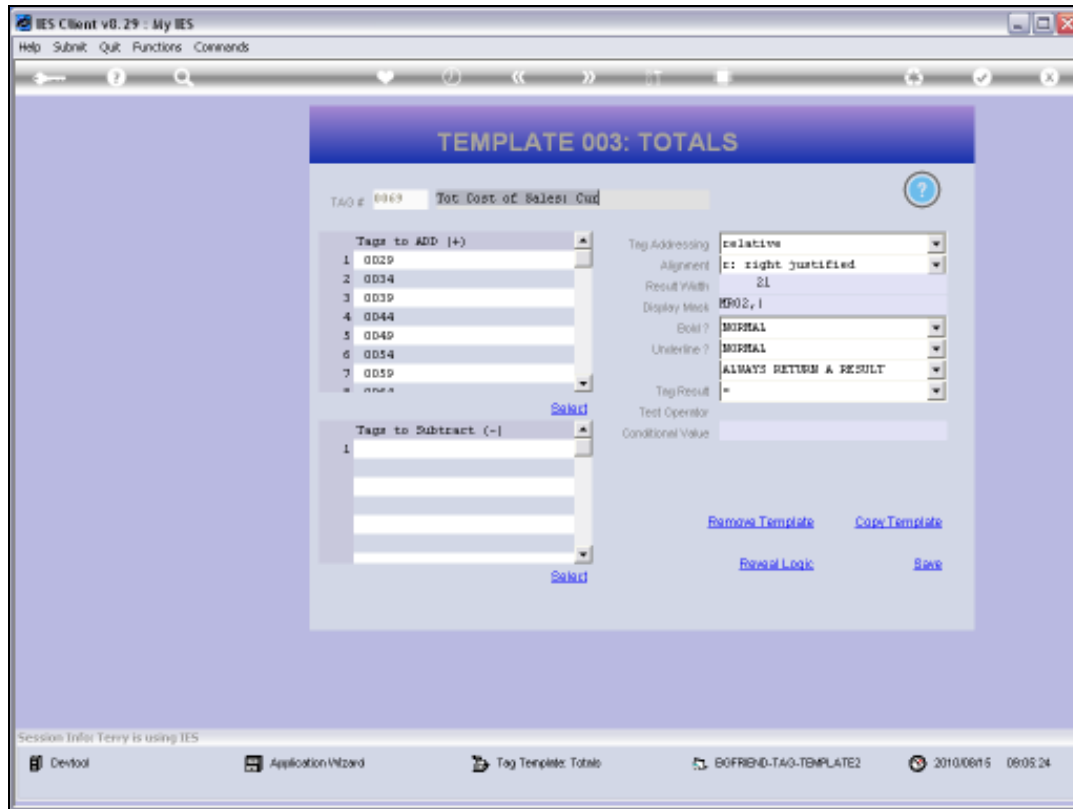 IES Client v8.29 : My IES
Help Submit Quit Functions Commands
TEMPLATE 003: TOTALS
TAG # 0069 Tot Cost of Sales: Cur
Tags to ADD (+)
1 0029
2 0034
3 0039
4 0044
5 0049
6 0054
7 0059
Select
Tags to Subtract (-)
1
Select
Tag Addressing relative
Alignment r: right justified
Result Width 21
Display Mask MR02,|
Bold ? NORMAL
Underline ? NORMAL
ALWAYS RETURN A RESULT
Tag Result =
Test Operator
Conditional Value
Remove Template Copy Template
Reveal Logic Save
Session Info: Terry is using IES
Devtool Application Wizard Tag Template: Totals BGFRIEND-TAG-TEMPLATE2 2010/08/15 09:05:24